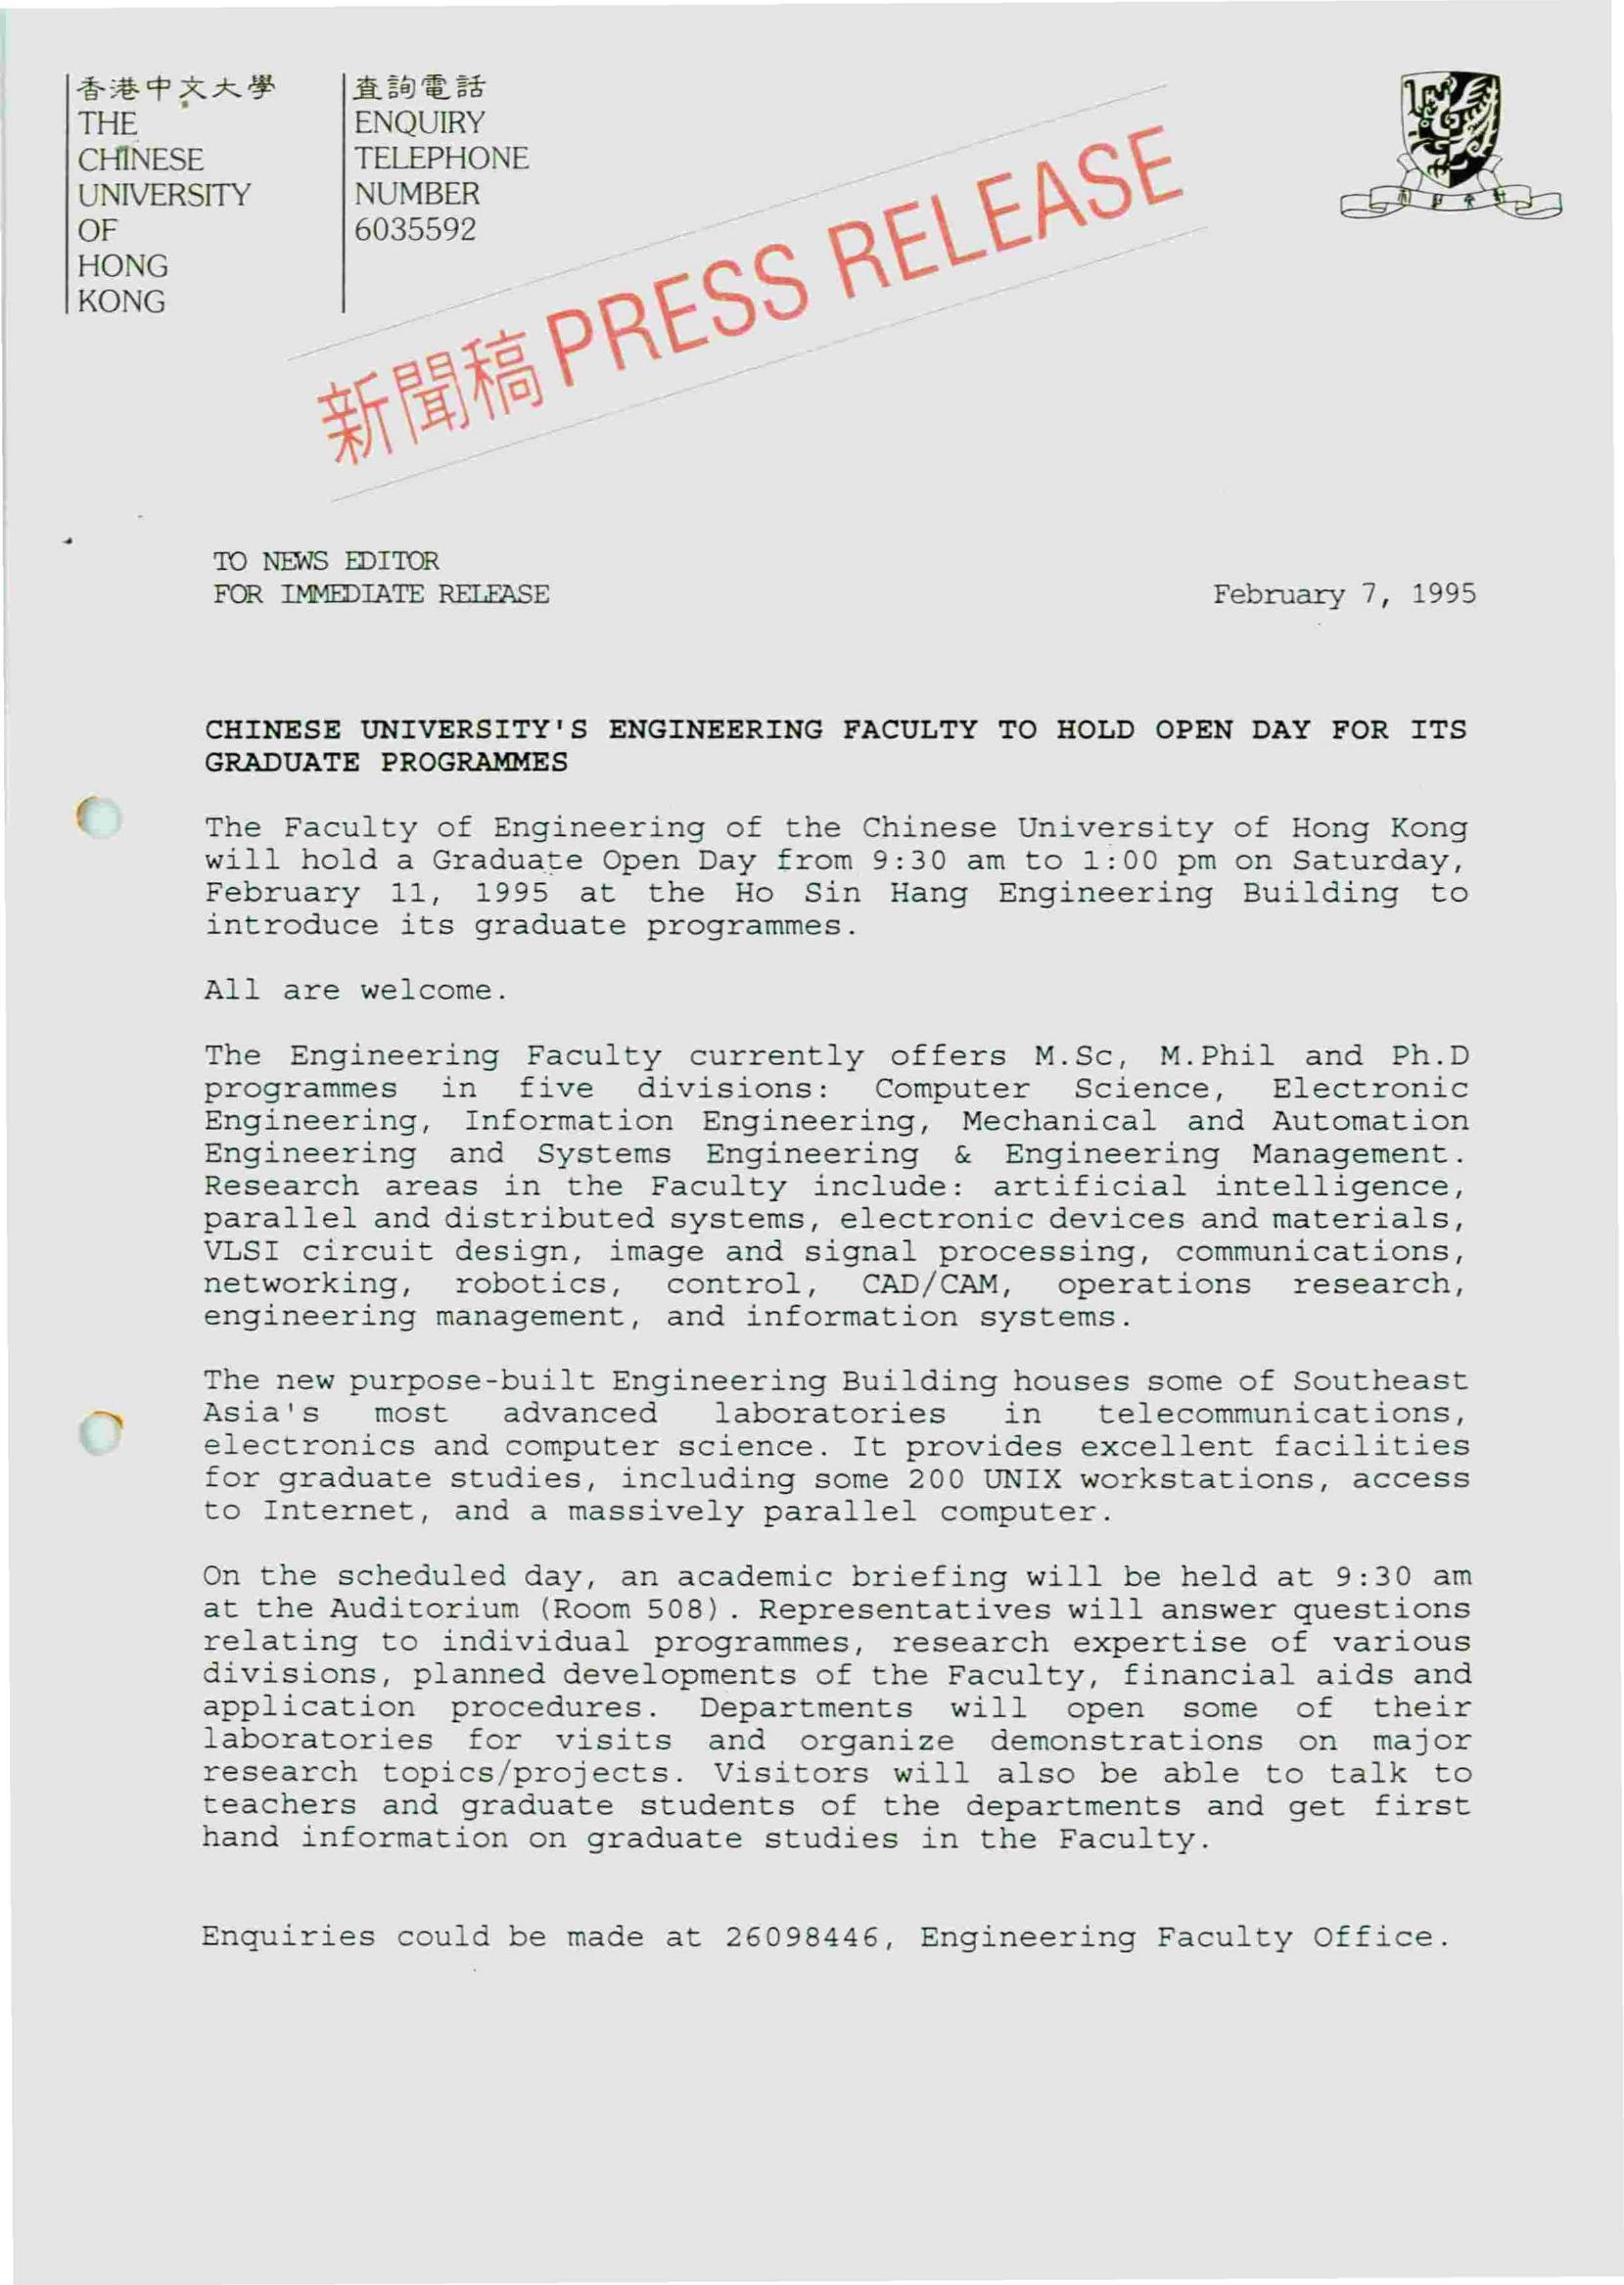 香港中文大學
THE
CHINESE
UNIVERSITY
OF
HONG
KONG
查詢電話
ENQUIRY
TELEPHONE
NUMBER
6035592
新聞稿 PRESS RELEASE
TO NEWS EDITOR
FOR IMMEDIATE RELEASE
February 7, 1995
CHINESE UNIVERSITY'S ENGINEERING FACULTY TO HOLD OPEN DAY FOR ITS
GRADUATE PROGRAMMES
The Faculty of Engineering of the Chinese University of Hong Kong
will hold a Graduate Open Day from 9:30 am to 1:00 pm on Saturday,
February 11, 1995 at the Ho Sin Hang Engineering Building to
introduce its graduate programmes.
All are welcome.
The Engineering Faculty currently offers M.Sc, M.Phil and Ph.D
programmes in five divisions: Computer Science, Electronic
Engineering, Information Engineering, Mechanical and Automation
Engineering and Systems Engineering & Engineering Management.
Research areas in the Faculty include: artificial intelligence,
parallel and distributed systems, electronic devices and materials,
VLSI circuit design, image and signal processing, communications,
networking, robotics, control, CAD/CAM, operations research,
engineering management, and information systems.
The new purpose-built Engineering Building houses some of Southeast
Asia's most advanced laboratories in telecommunications,
electronics and computer science. It provides excellent facilities
for graduate studies, including some 200 UNIX workstations, access
to Internet, and a massively parallel computer.
On the scheduled day, an academic briefing will be held at 9:30 am
at the Auditorium (Room 508). Representatives will answer questions
relating to individual programmes, research expertise of various
divisions, planned developments of the Faculty, financial aids and
application procedures. Departments will open some of their
laboratories for visits and organize demonstrations on major
research topics/projects. Visitors will also be able to talk to
teachers and graduate students of the departments and get first
hand information on graduate studies in the Faculty.
Enquiries could be made at 26098446, Engineering Faculty Office.